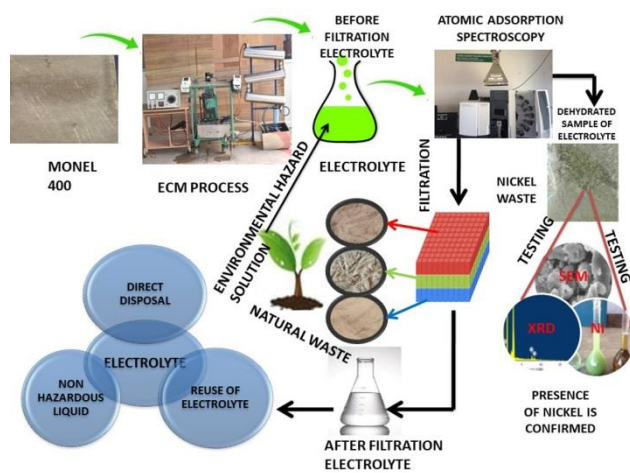 MONEL
400
ECM PROCESS
BEFORE
FILTRATION
ELECTROLYTE
ELECTROLYTE
ATOMIC ADSORPTION
SPECTROSCOPY
DEHYDRATED
SAMPLE OF
ELECTROLYTE
NICKEL
WASTE
TESTING
TESTING
SEM
XRD
NI
PRESENCE
OF NICKEL IS
CONFIRMED
FILTRATION
ENVIRONMENTAL HAZARD
SOLUTION
NATURAL WASTE
AFTER FILTRATION
ELECTROLYTE
DIRECT
DISPOSAL
ELECTROLYTE
NON
HAZARDOUS
LIQUID
REUSE OF
ELECTROLYTE